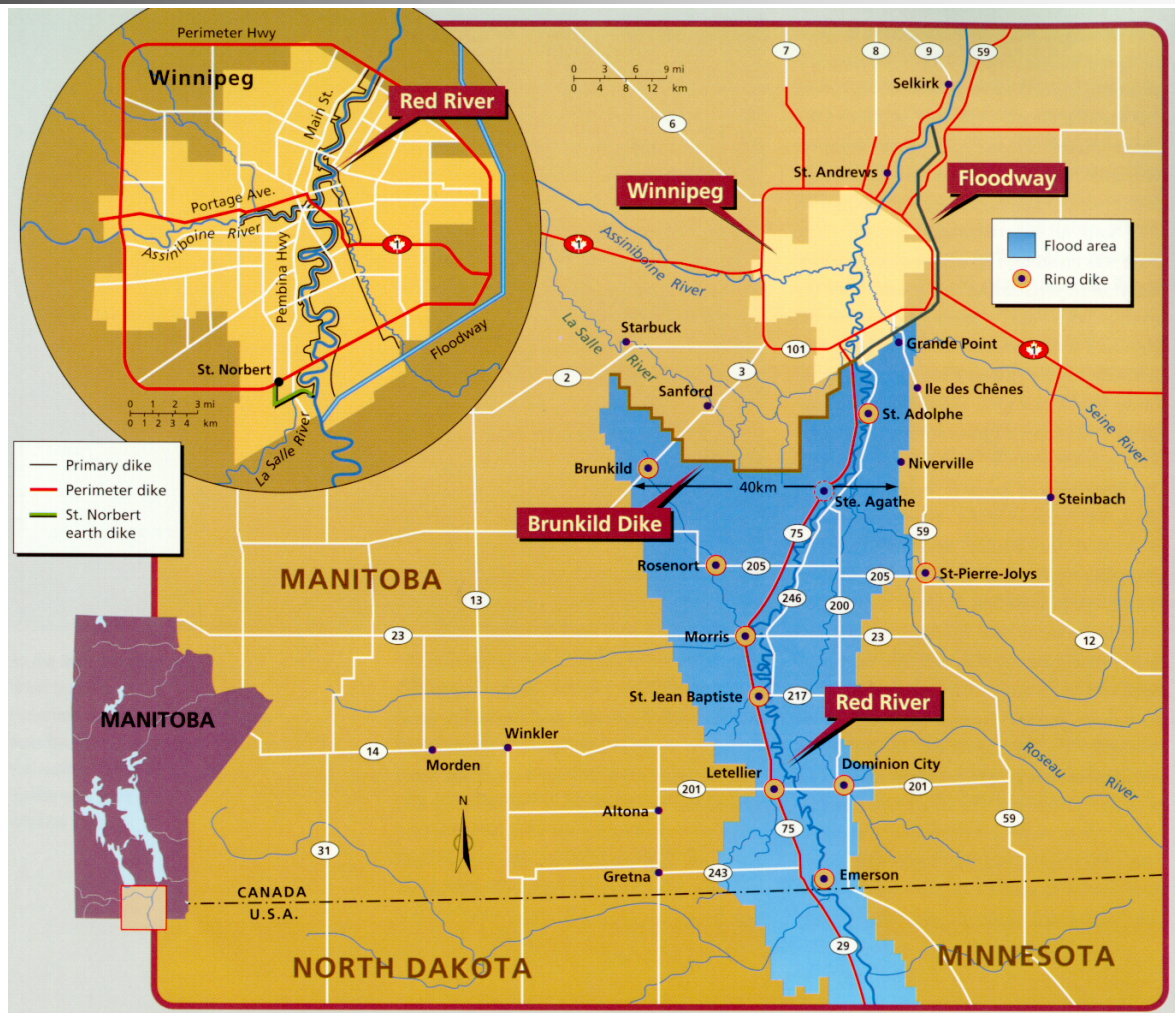 Perimeter Hwy
Winnipeg
Main St.
Red River
Portage Ave.
Assiniboine River
1
Pembina Hwy
Floodway
St. Norbert
0 1 2 3 mi
0 1 2 3 4 km
La Salle River
Primary dike
Perimeter dike
St. Norbert
earth dike
0 3 6 9 mi
0 4 8 12 km
7
8
9
59
Selkirk
6
St. Andrews
Winnipeg
Floodway
Flood area
Ring dike
1
Assiniboine River
La Salle River
Starbuck
101
Grande Point
1
2
3
Sanford
Ile des Chênes
St. Adolphe
Seine River
Brunkild
Niverville
40km
Ste. Agathe
Steinbach
Brunkild Dike
75
59
Rosenort
205
205
St-Pierre-Jolys
MANITOBA
13
246
200
23
Morris
23
12
St. Jean Baptiste
217
Red River
MANITOBA
Winkler
14
Morden
Letellier
Dominion City
Roseau River
201
201
Altona
N
75
59
31
Gretna
243
Emerson
CANADA
U.S.A.
29
NORTH DAKOTA
MINNESOTA